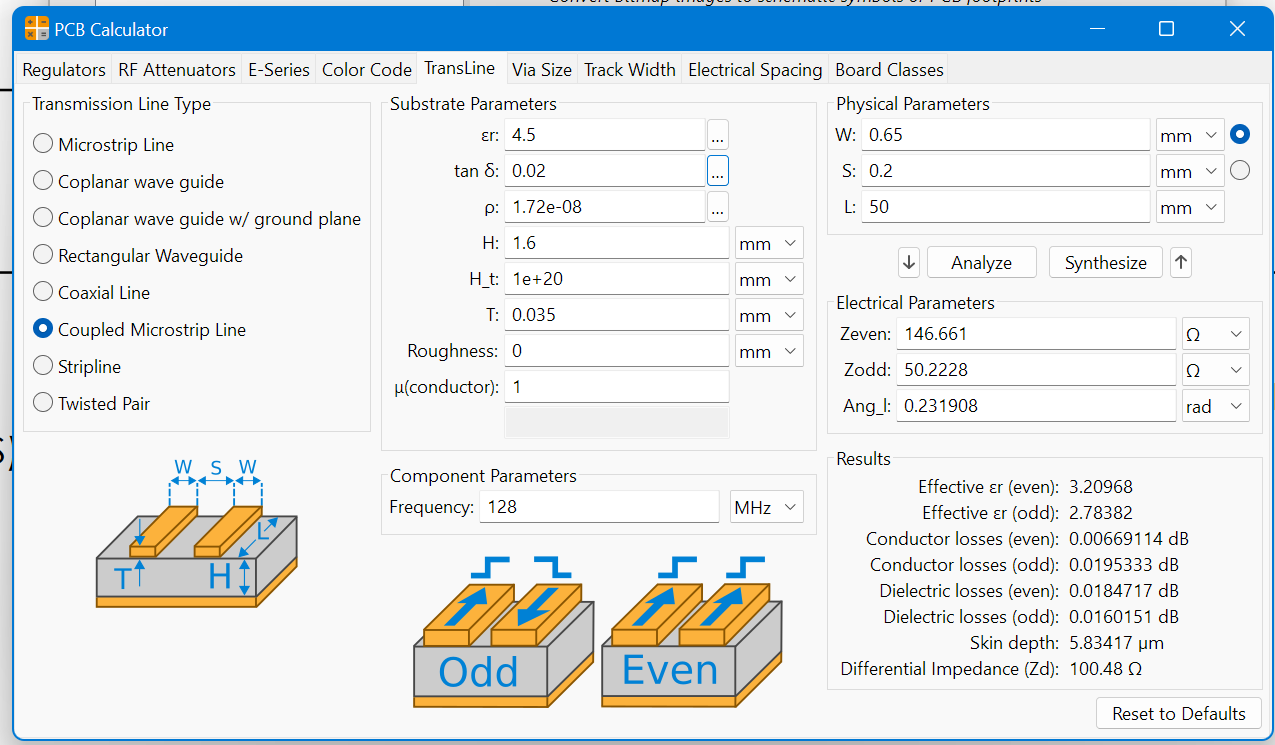 Convert bitmap images to schematic symbols or PCB footprints
PCB Calculator
Regulators RF Attenuators E-Series Color Code TransLine Via Size Track Width Electrical Spacing Board Classes
Transmission Line Type
Microstrip Line
Coplanar wave guide
Coplanar wave guide w/ ground plane
Rectangular Waveguide
Coaxial Line
Coupled Microstrip Line
Stripline
Twisted Pair
W S W
L
T H
Substrate Parameters
εr: 4.5 ...
tan δ: 0.02 ...
ρ: 1.72e-08 ...
H: 1.6 mm
H_t: 1e+20 mm
T: 0.035 mm
Roughness: 0 mm
μ(conductor): 1
Component Parameters
Frequency: 128 MHz
Odd Even
Physical Parameters
W: 0.65 mm
S: 0.2 mm
L: 50 mm
Analyze Synthesize
Electrical Parameters
Zeven: 146.661 Ω
Zodd: 50.2228 Ω
Ang_l: 0.231908 rad
Results
Effective εr (even): 3.20968
Effective εr (odd): 2.78382
Conductor losses (even): 0.00669114 dB
Conductor losses (odd): 0.0195333 dB
Dielectric losses (even): 0.0184717 dB
Dielectric losses (odd): 0.0160151 dB
Skin depth: 5.83417 μm
Differential Impedance (Zd): 100.48 Ω
Reset to Defaults